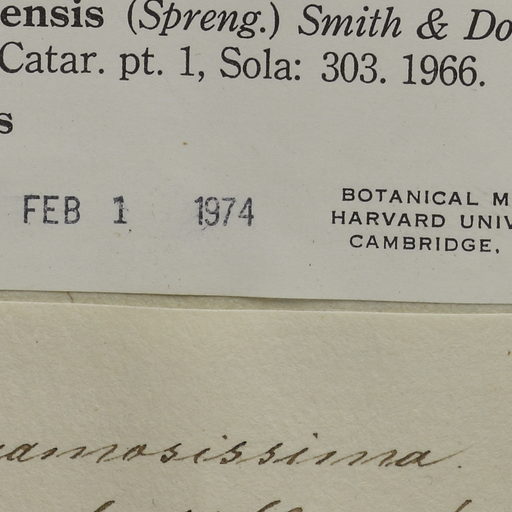 ensis (Spreng.) Smith & Do
Catar. pt. 1, Sola: 303. 1966.
s
FEB 1 1974
BOTANICAL M
HARVARD UNIV
CAMBRIDGE,
amosissima.